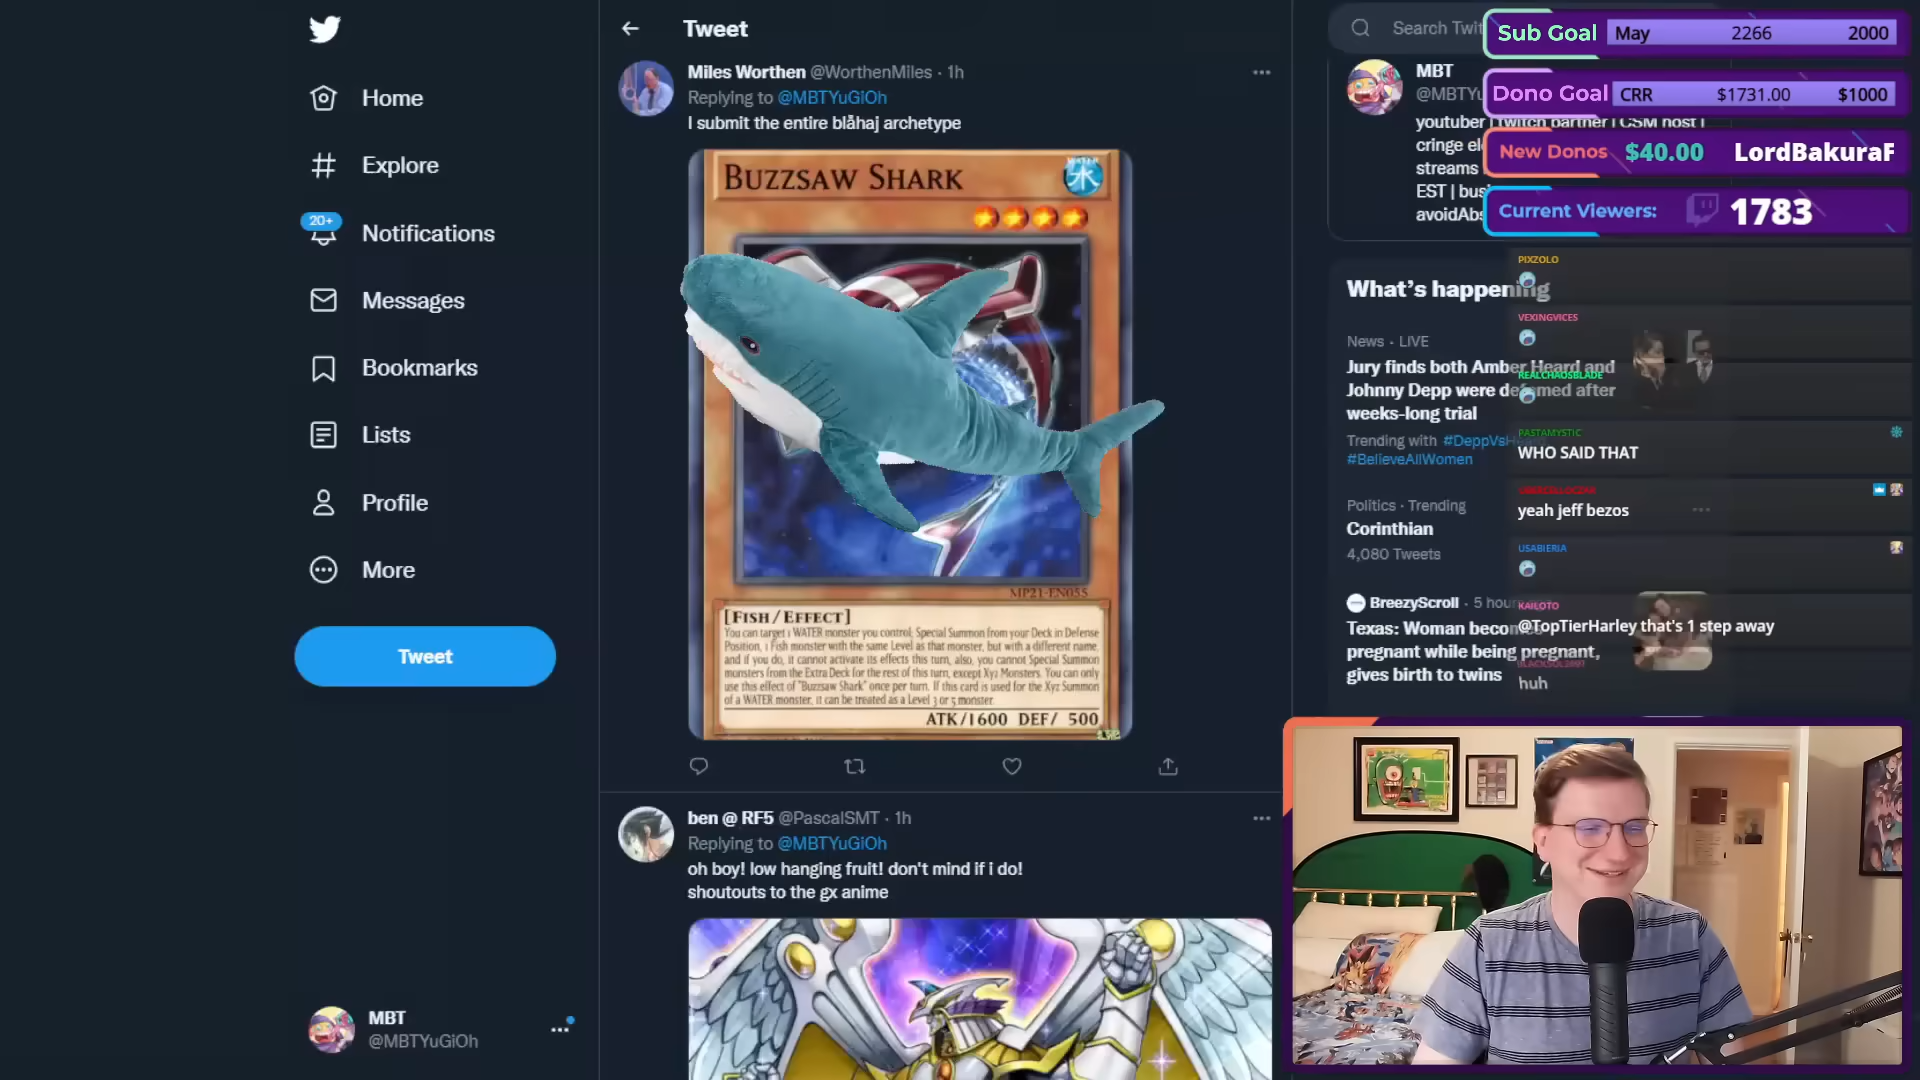 Home
Explore
20+
Notifications
Messages
Bookmarks
Lists
Profile
More
Tweet
MBT
@MBTYuGiOh
Tweet
Miles Worthen @WorthenMiles · 1h
Replying to @MBTYuGiOh
I submit the entire blåhaj archetype
BUZZSAW SHARK
WATER
水
MP21-EN055
[FISH/EFFECT]
You can target 1 WATER monster you control; Special Summon from your Deck in Defense
Position, 1 Fish monster with the same Level as that monster, but with a different name,
and if you do, it cannot activate its effects this turn, also, you cannot Special Summon
monsters from the Extra Deck for the rest of this turn, except Xyz Monsters. You can only
use this effect of "Buzzsaw Shark" once per turn. If this card is used for the Xyz Summon
of a WATER monster, it can be treated as a Level 3 or 5 monster.
ATK/1600 DEF/ 500
ben @ RF5 @PascalSMT · 1h
Replying to @MBTYuGiOh
oh boy! low hanging fruit! don't mind if i do!
shoutouts to the gx anime
Search Twit
MBT
@MBTYu
youtuber | twitch partner | CSM host |
cringe el
streams
EST | bus
avoidAbs
What's happening
News · LIVE
Jury finds both Amber Heard and
Johnny Depp were defamed after
weeks-long trial
Trending with #DeppVsH
#BelieveAllWomen
Politics · Trending
Corinthian
4,080 Tweets
BreezyScroll · 5 hou
Texas: Woman becom
pregnant while being pregnant,
gives birth to twins
Sub Goal May 2266 2000
Dono Goal CRR $1731.00 $1000
New Donos $40.00 LordBakuraF
Current Viewers: 1783
PIXZOLO
VEXINGVICES
REALCHAOSBLADE
PASTAMYSTIC
WHO SAID THAT
yeah jeff bezos
USABIERIA
KAILOTO
@TopTierHarley that's 1 step away
huh